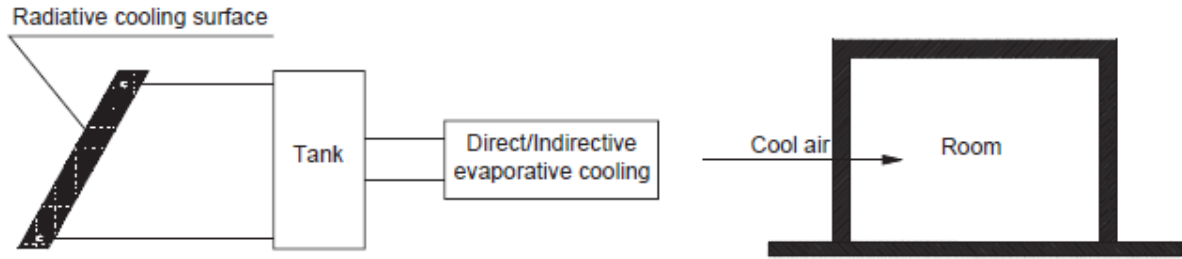 Radiative cooling surface
Tank
Direct/Indirective
evaporative cooling
Cool air
Room